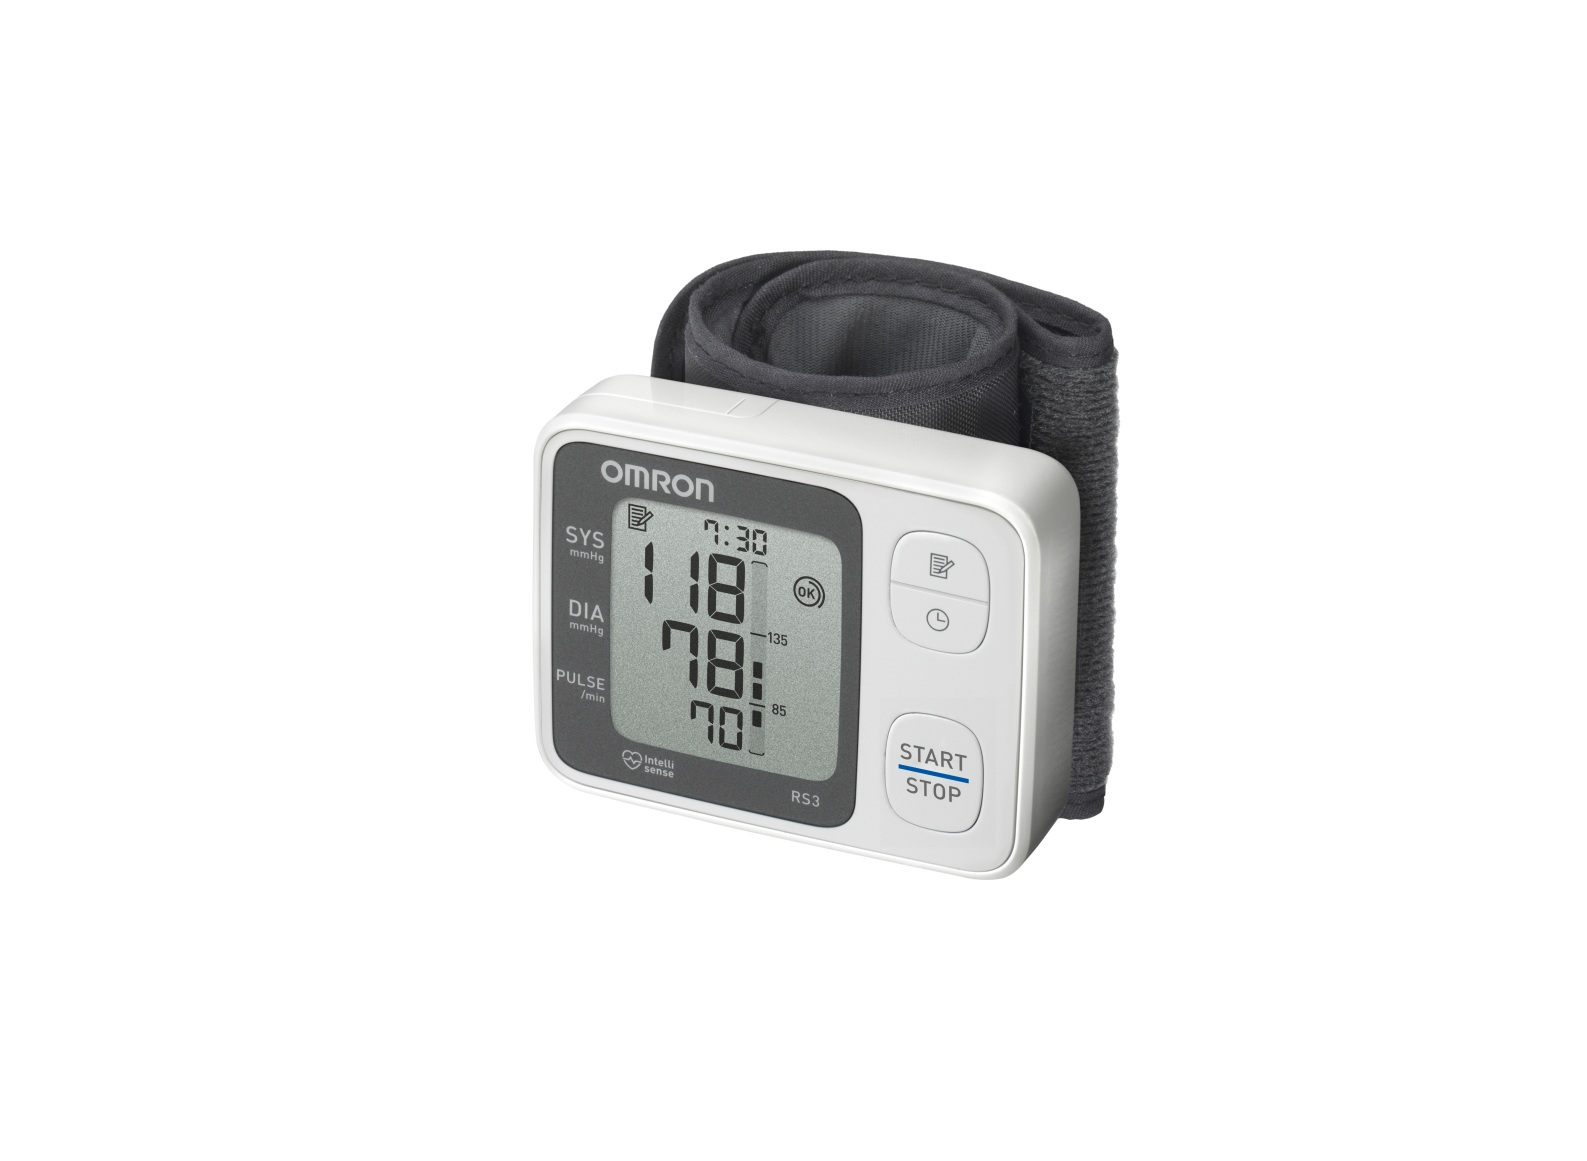 OMRON
7:30
SYS
mmHg
118
OK
135
DIA
mmHg
78
85
PULSE
/min
70
Intelli
sense
RS3
START
STOP